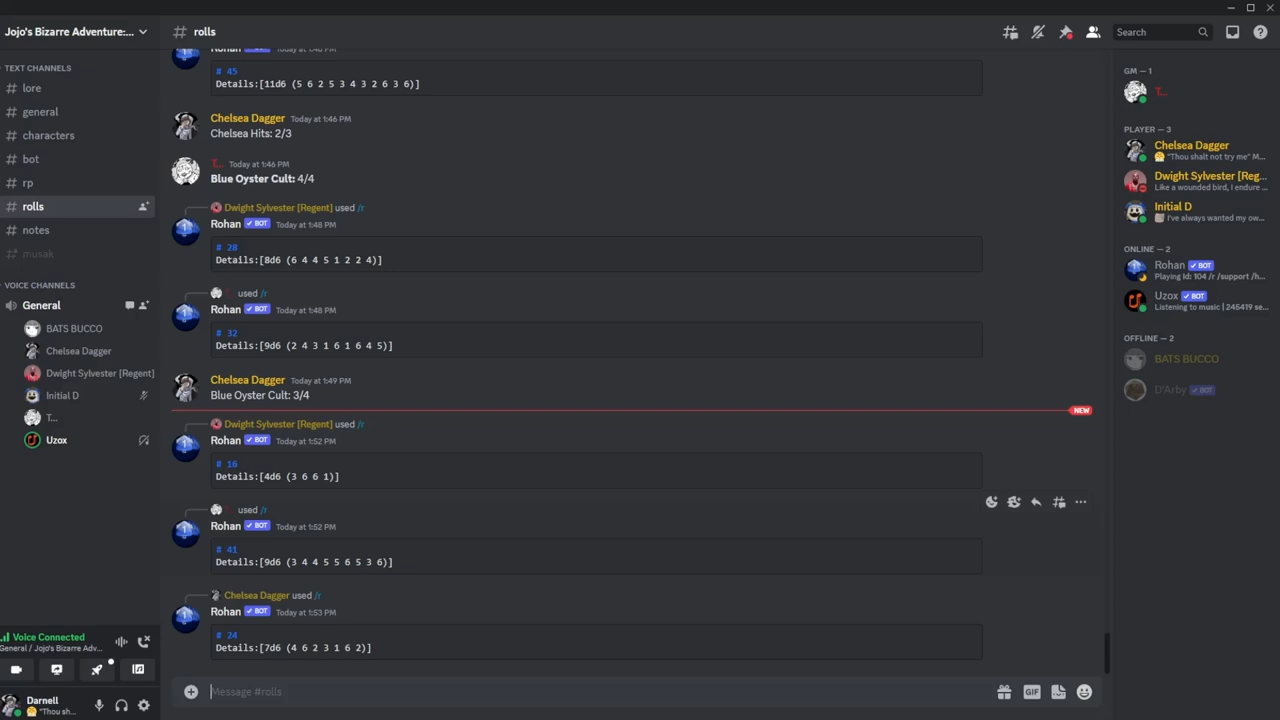 Jojo's Bizarre Adventure:...
TEXT CHANNELS
# lore
# general
# characters
# bot
# rp
# rolls
# notes
# musak
VOICE CHANNELS
General
BATS BUCCO
Chelsea Dagger
Dwight Sylvester [Regent]
Initial D
T...
Uzox
Voice Connected
General / Jojo's Bizarre Adv...
Darnell
"Thou sh...
# rolls
Rohan BOT Today at 1:46 PM
# 45
Details:[11d6 (5 6 2 5 3 4 3 2 6 3 6)]
Chelsea Dagger Today at 1:46 PM
Chelsea Hits: 2/3
T... Today at 1:46 PM
Blue Oyster Cult: 4/4
Dwight Sylvester [Regent] used /r
Rohan BOT Today at 1:48 PM
# 28
Details:[8d6 (6 4 4 5 1 2 2 4)]
used /r
Rohan BOT Today at 1:48 PM
# 32
Details:[9d6 (2 4 3 1 6 1 6 4 5)]
Chelsea Dagger Today at 1:49 PM
Blue Oyster Cult: 3/4
NEW
Dwight Sylvester [Regent] used /r
Rohan BOT Today at 1:52 PM
# 16
Details:[4d6 (3 6 6 1)]
used /r
Rohan BOT Today at 1:52 PM
# 41
Details:[9d6 (3 4 4 5 5 6 5 3 6)]
Chelsea Dagger used /r
Rohan BOT Today at 1:53 PM
# 24
Details:[7d6 (4 6 2 3 1 6 2)]
Message #rolls
GIF
Search
GM — 1
T...
PLAYER — 3
Chelsea Dagger
"Thou shalt not try me" M...
Dwight Sylvester [Reg...
Like a wounded bird, I endure ...
Initial D
I've always wanted my ow...
ONLINE — 2
Rohan BOT
Playing Id: 104 /r /support /h...
Uzox BOT
Listening to music | 245419 se...
OFFLINE — 2
BATS BUCCO
D'Arby BOT